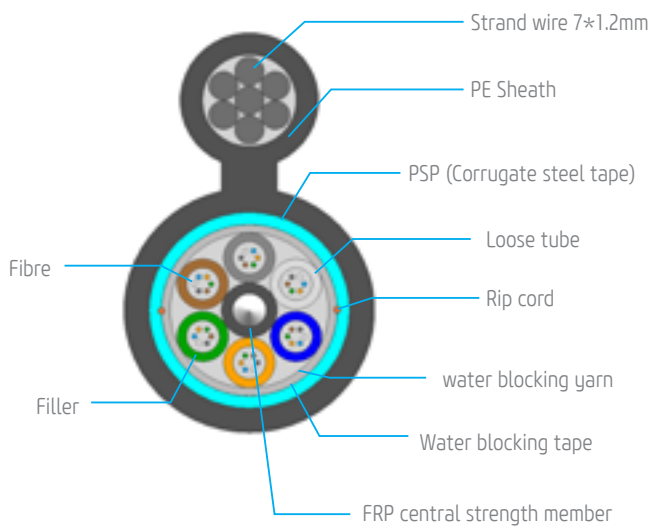 Strand wire 7*1.2mm
PE Sheath
PSP (Corrugate steel tape)
Loose tube
Fibre
Rip cord
water blocking yarn
Filler
Water blocking tape
FRP central strength member